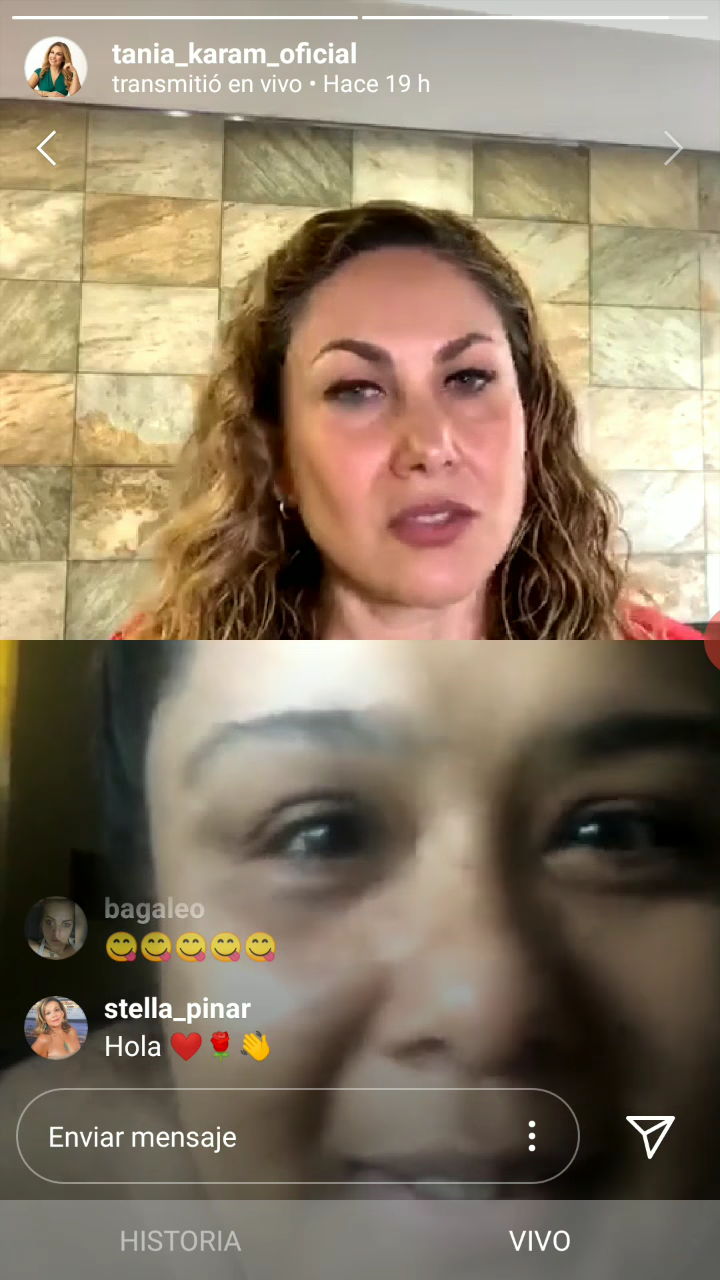 tania_karam_oficial
transmitió en vivo • Hace 19 h
bagaleo
😋😋😋😋😋
stella_pinar
Hola ❤️🌹👋
Enviar mensaje
HISTORIA
VIVO